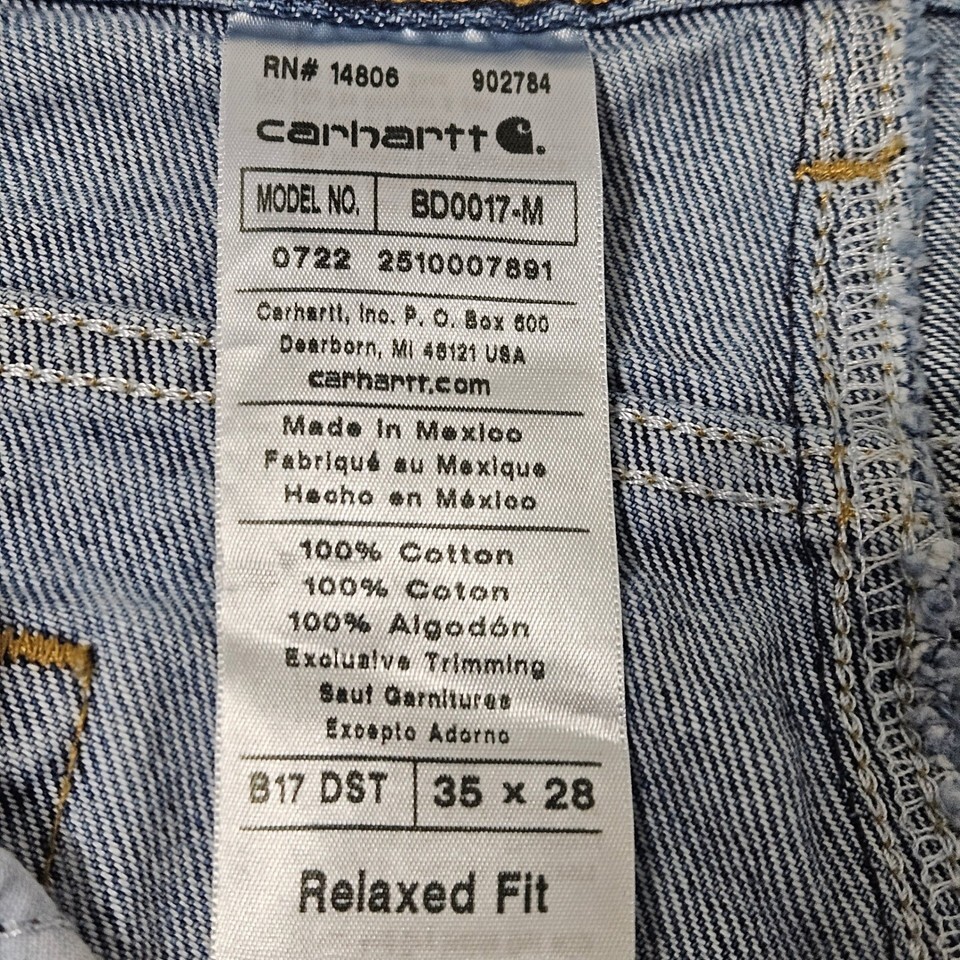 RN# 14806 902784
carhartt
MODEL NO. BD0017-M
0722 2510007891
Carhartt, Inc. P. O. Box 600
Dearborn, MI 48121 USA
carhartt.com
Made in Mexico
Fabriqué au Mexique
Hecho en México
100% Cotton
100% Coton
100% Algodón
Exclusive Trimming
Sauf Garnitures
Excepto Adorno
B17 DST 35 × 28
Relaxed Fit